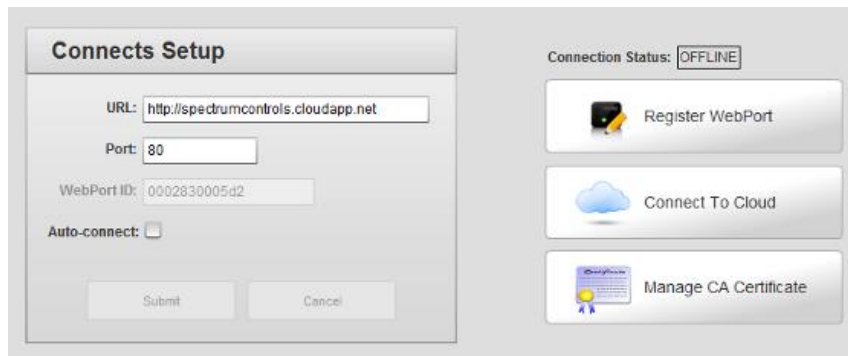 Connects Setup
URL: http://spectrumcontrols.cloudapp.net
Port: 80
WebPort ID: 0002830005d2
Auto-connect:
Submit Cancel
Connection Status: OFFLINE
Register WebPort
Connect To Cloud
Manage CA Certificate